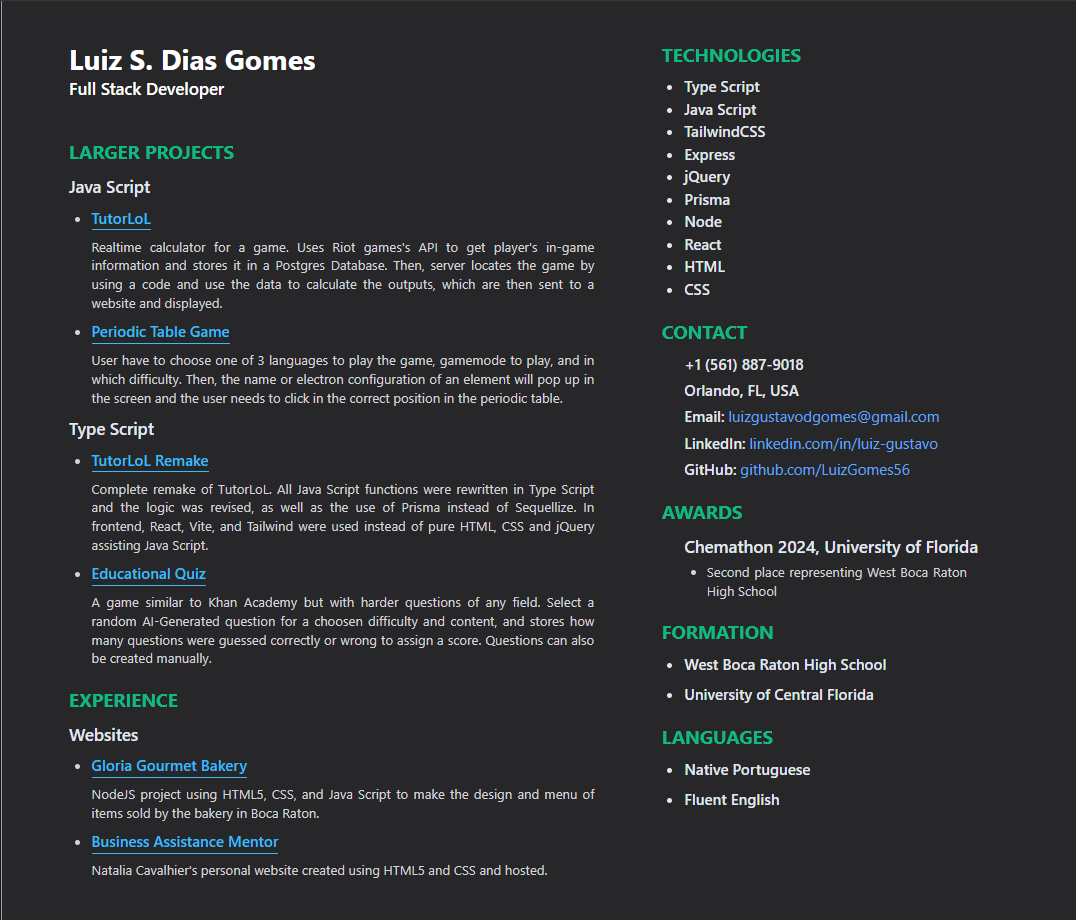 Luiz S. Dias Gomes
Full Stack Developer
LARGER PROJECTS
Java Script
TutorLoL
Realtime calculator for a game. Uses Riot games's API to get player's in-game
information and stores it in a Postgres Database. Then, server locates the game by
using a code and use the data to calculate the outputs, which are then sent to a
website and displayed.
Periodic Table Game
User have to choose one of 3 languages to play the game, gamemode to play, and in
which difficulty. Then, the name or electron configuration of an element will pop up in
the screen and the user needs to click in the correct position in the periodic table.
Type Script
TutorLoL Remake
Complete remake of TutorLoL. All Java Script functions were rewritten in Type Script
and the logic was revised, as well as the use of Prisma instead of Sequellize. In
frontend, React, Vite, and Tailwind were used instead of pure HTML, CSS and jQuery
assisting Java Script.
Educational Quiz
A game similar to Khan Academy but with harder questions of any field. Select a
random AI-Generated question for a choosen difficulty and content, and stores how
many questions were guessed correctly or wrong to assign a score. Questions can also
be created manually.
EXPERIENCE
Websites
Gloria Gourmet Bakery
NodeJS project using HTML5, CSS, and Java Script to make the design and menu of
items sold by the bakery in Boca Raton.
Business Assistance Mentor
Natalia Cavalhier's personal website created using HTML5 and CSS and hosted.
TECHNOLOGIES
Type Script
Java Script
TailwindCSS
Express
jQuery
Prisma
Node
React
HTML
CSS
CONTACT
+1 (561) 887-9018
Orlando, FL, USA
Email: luizgustavodgomes@gmail.com
LinkedIn: linkedin.com/in/luiz-gustavo
GitHub: github.com/LuizGomes56
AWARDS
Chemathon 2024, University of Florida
Second place representing West Boca Raton
High School
FORMATION
West Boca Raton High School
University of Central Florida
LANGUAGES
Native Portuguese
Fluent English